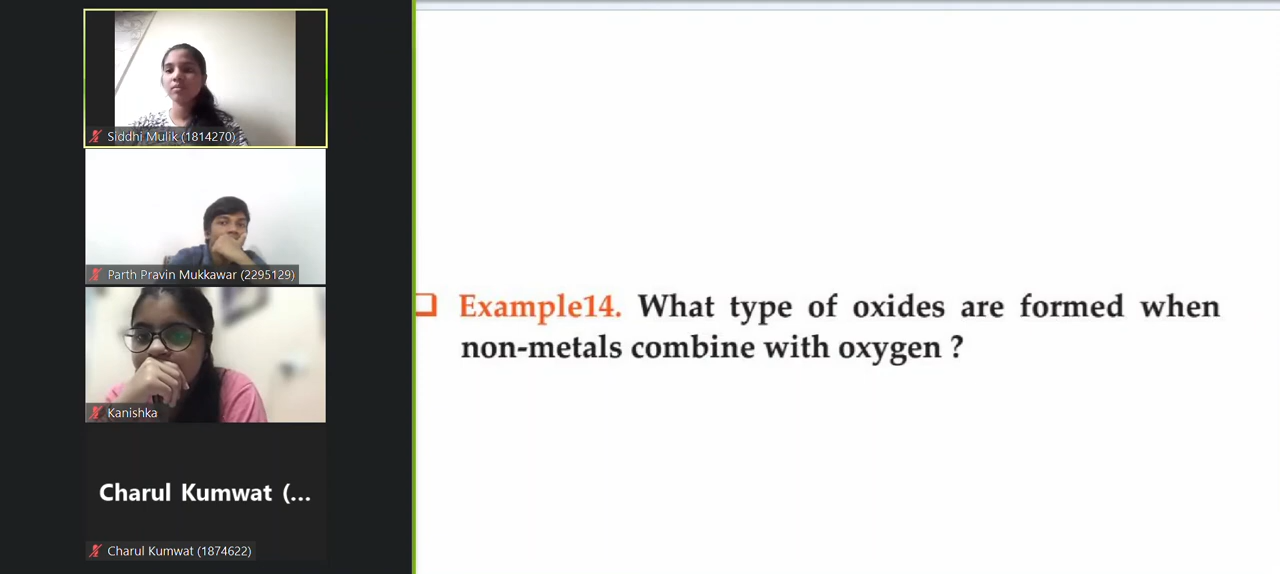 Siddhi Mulik (1814270)
Parth Pravin Mukkawar (2295129)
Kanishka
Charul Kumwat (...
Charul Kumwat (1874622)
Example14. What type of oxides are formed when
non-metals combine with oxygen ?